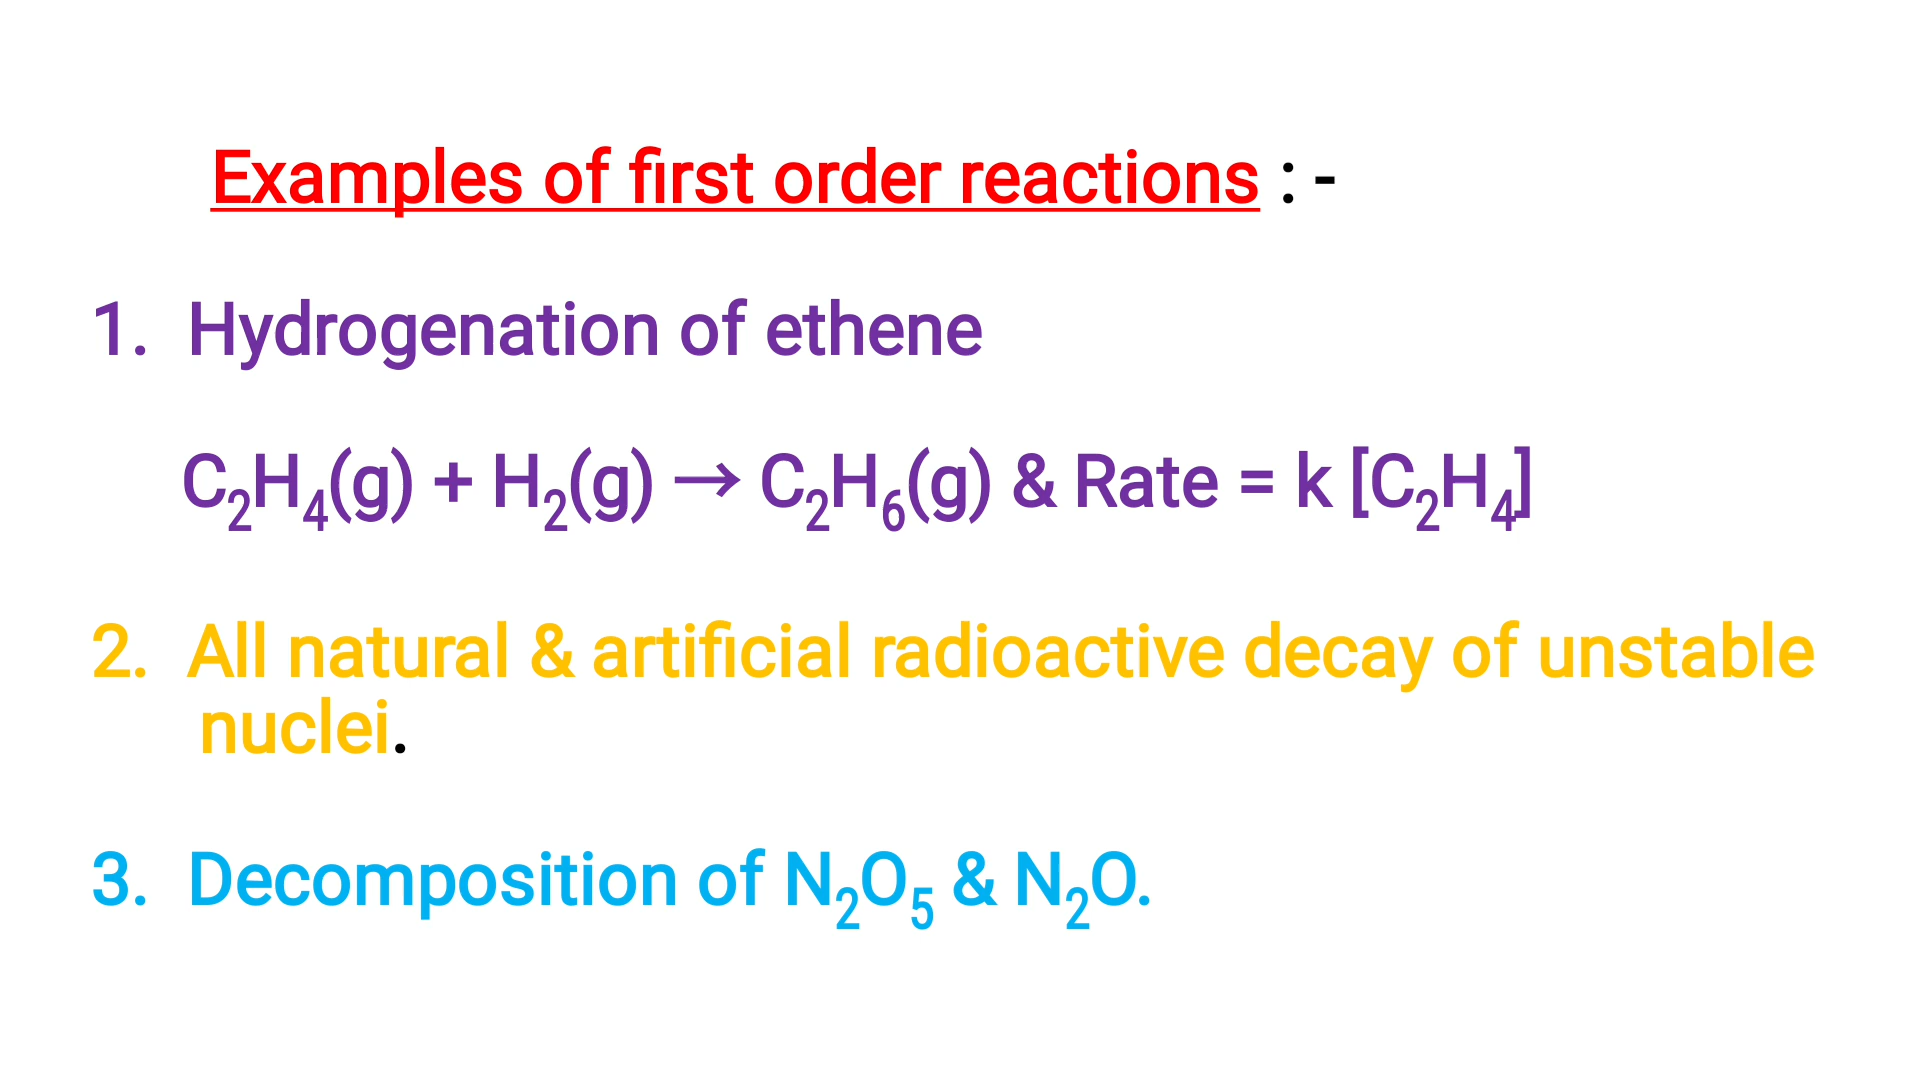 Examples of first order reactions : -
1. Hydrogenation of ethene
C₂H₄(g) + H₂(g) → C₂H₆(g) & Rate = k [C₂H₄]
2. All natural & artificial radioactive decay of unstable
nuclei.
3. Decomposition of N₂O₅ & N₂O.